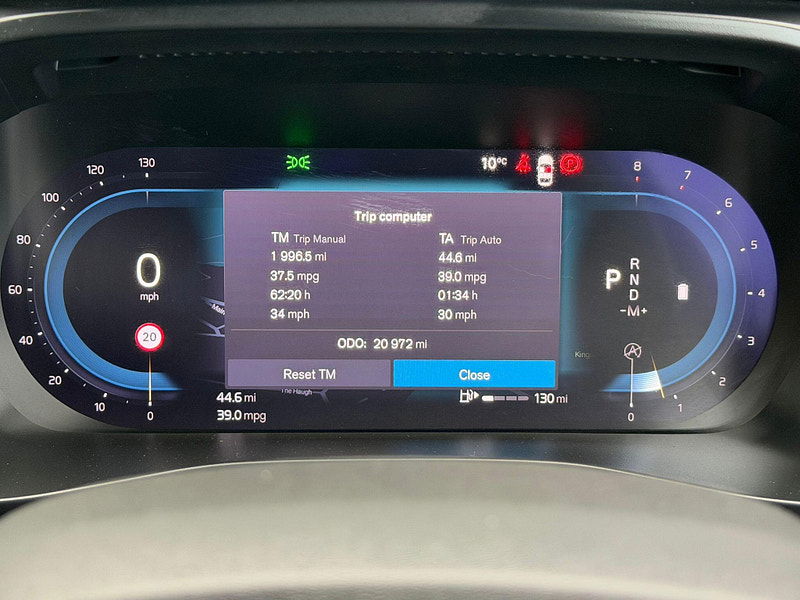 10°C
130
120
100
80
60
40
20
10
0
0
mph
20
Trip computer
TM Trip Manual
1 996.5 mi
37.5 mpg
62:20 h
34 mph
TA Trip Auto
44.6 mi
39.0 mpg
01:34 h
30 mph
ODO: 20 972 mi
Reset TM
Close
The Haugh
King
44.6 mi
39.0 mpg
130 mi
P
R
N
D
-M+
A
8
7
6
5
4
3
2
1
0